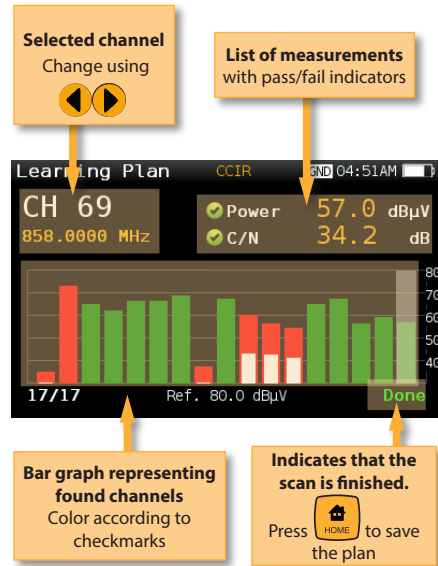 Selected channel
Change using
List of measurements
with pass/fail indicators
Learning Plan CCIR GND 04:51AM
CH 69
858.0000 MHz
Power 57.0 dBµV
C/N 34.2 dB
80
70
60
50
40
17/17 Ref. 80.0 dBµV Done
Bar graph representing
found channels
Color according to
checkmarks
Indicates that the
scan is finished.
Press HOME to save
the plan